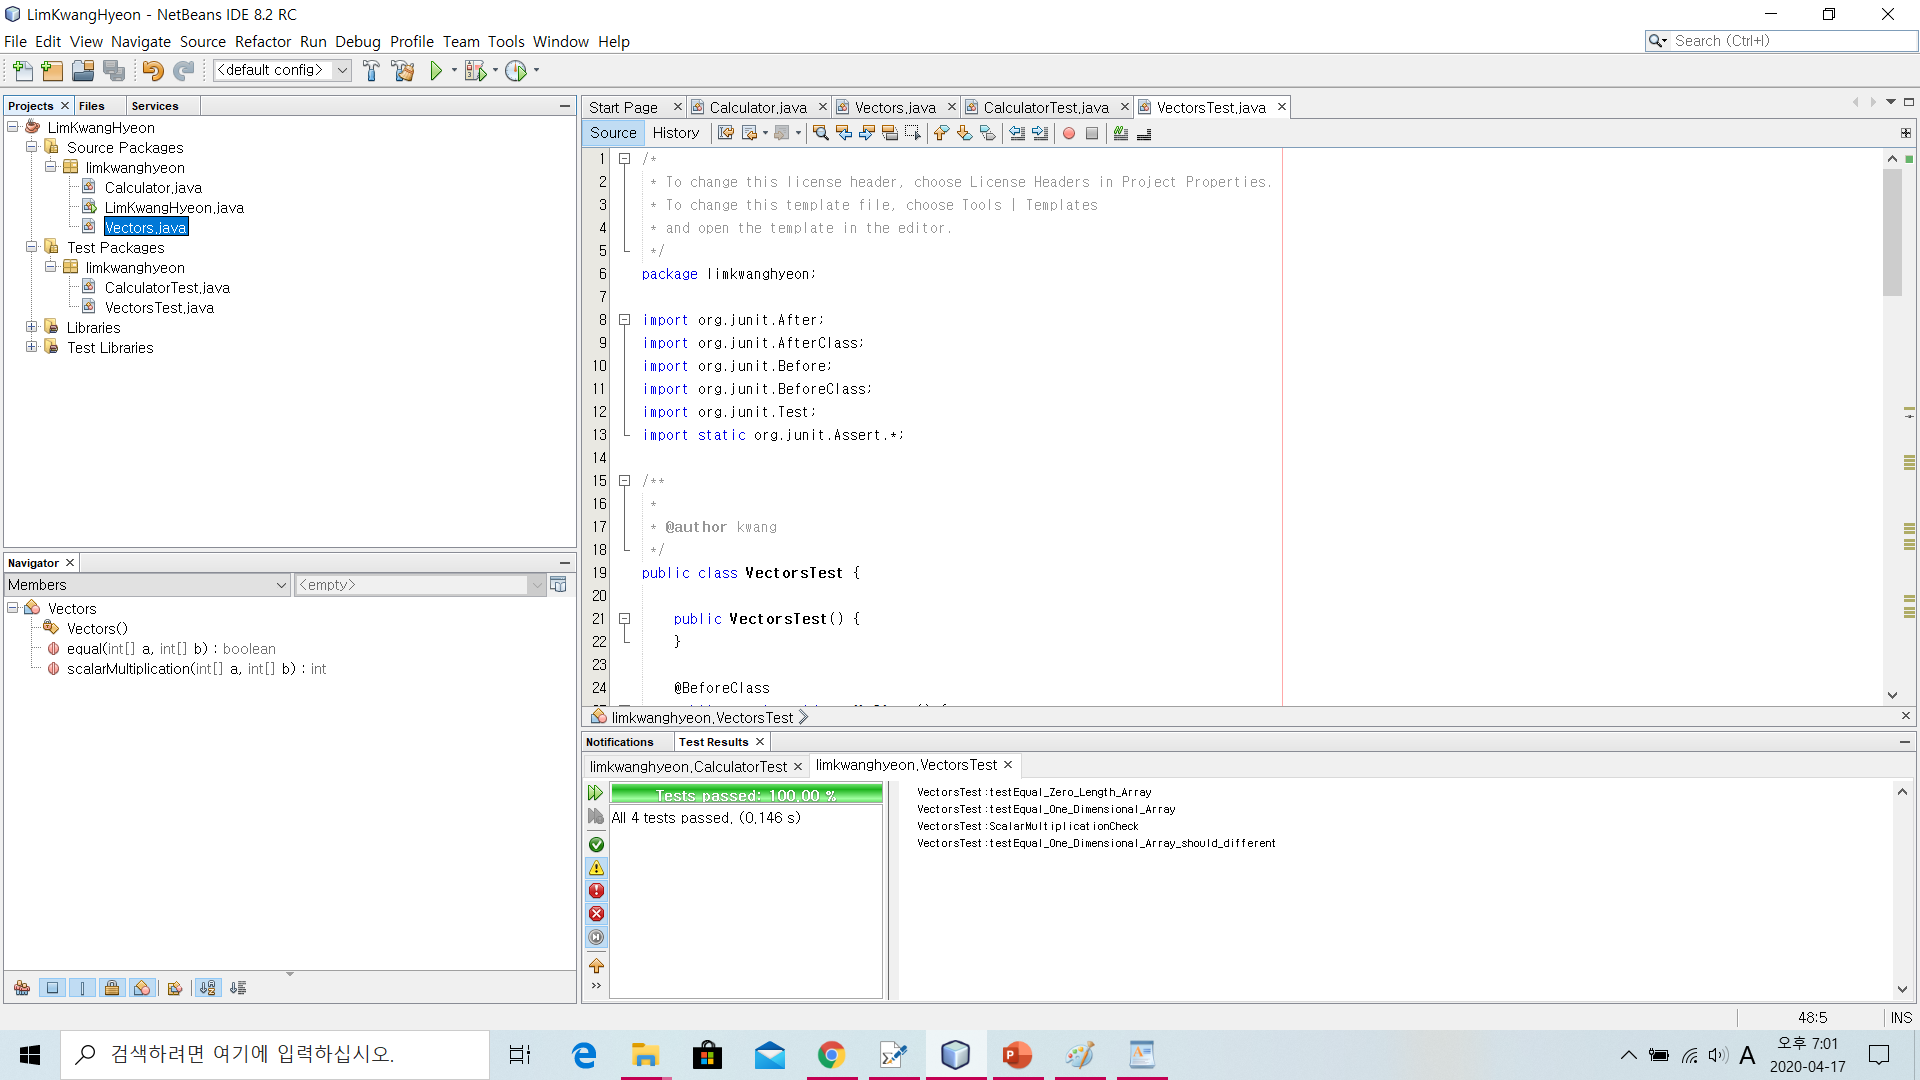 LimKwangHyeon - NetBeans IDE 8.2 RC
File Edit View Navigate Source Refactor Run Debug Profile Team Tools Window Help
Search (Ctrl+I)
<default config>
Projects Files Services
LimKwangHyeon
Source Packages
limkwanghyeon
Calculator.java
LimKwangHyeon.java
Vectors.java
Test Packages
limkwanghyeon
CalculatorTest.java
VectorsTest.java
Libraries
Test Libraries
Navigator
Members <empty>
Vectors
Vectors()
equal(int[] a, int[] b) : boolean
scalarMultiplication(int[] a, int[] b) : int
Start Page Calculator.java Vectors.java CalculatorTest.java VectorsTest.java
Source History
1 /*
2 * To change this license header, choose License Headers in Project Properties.
3 * To change this template file, choose Tools | Templates
4 * and open the template in the editor.
5 */
6 package limkwanghyeon;
7
8 import org.junit.After;
9 import org.junit.AfterClass;
10 import org.junit.Before;
11 import org.junit.BeforeClass;
12 import org.junit.Test;
13 import static org.junit.Assert.*;
14
15 /**
16 *
17 * @author kwang
18 */
19 public class VectorsTest {
20
21 public VectorsTest() {
22 }
23
24 @BeforeClass
limkwanghyeon.VectorsTest
Notifications Test Results
limkwanghyeon.CalculatorTest limkwanghyeon.VectorsTest
Tests passed: 100.00 %
All 4 tests passed. (0.146 s)
VectorsTest:testEqual_Zero_Length_Array
VectorsTest:testEqual_One_Dimensional_Array
VectorsTest:ScalarMultiplicationCheck
VectorsTest:testEqual_One_Dimensional_Array_should_different
48:5 INS
검색하려면 여기에 입력하십시오.
A
오후 7:01
2020-04-17